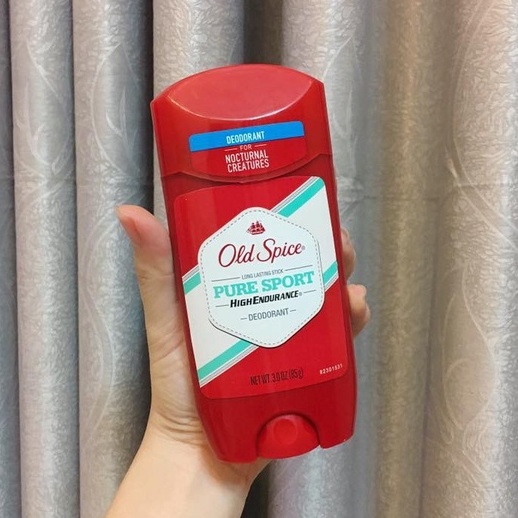 DEODORANT
FOR
NOCTURNAL
CREATURES
Old Spice®
LONG LASTING STICK
PURE SPORT
HIGH ENDURANCE®
DEODORANT
NET WT. 3.0 OZ (85g)
92301531